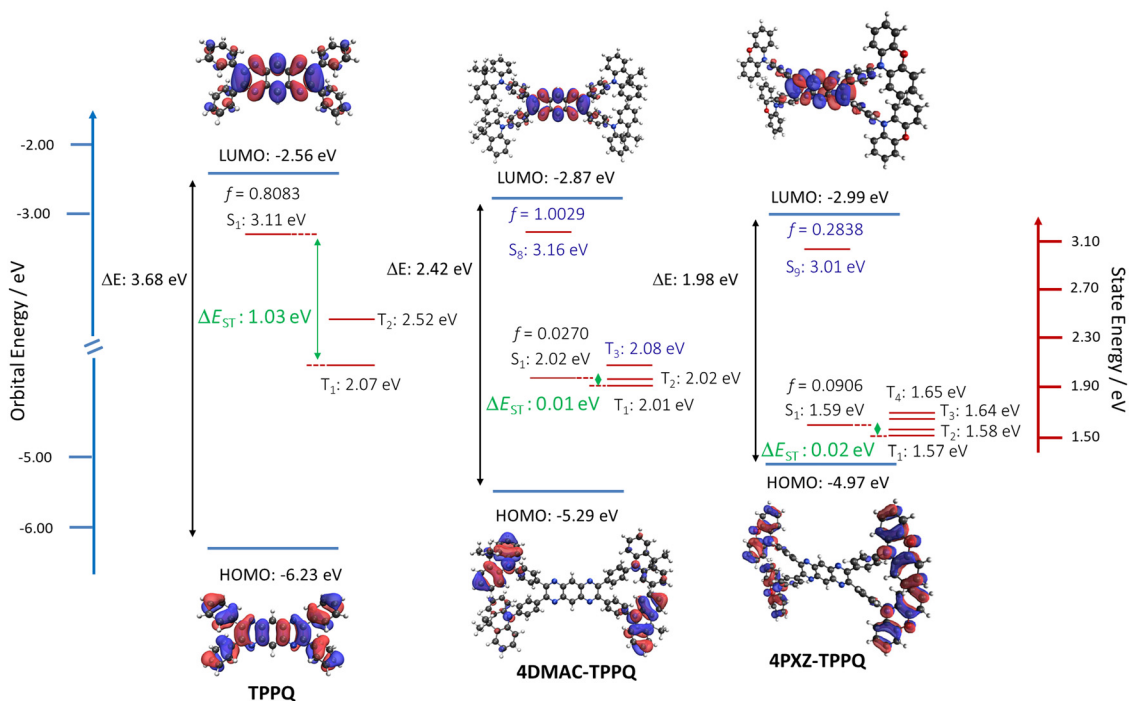 Orbital Energy / eV
-2.00
-3.00
-5.00
-6.00
LUMO: -2.56 eV
f = 0.8083
S1: 3.11 eV
ΔE: 3.68 eV
ΔEST: 1.03 eV
T2: 2.52 eV
T1: 2.07 eV
HOMO: -6.23 eV
TPPQ
LUMO: -2.87 eV
f = 1.0029
S8: 3.16 eV
ΔE: 2.42 eV
f = 0.0270
S1: 2.02 eV
T3: 2.08 eV
T2: 2.02 eV
ΔEST: 0.01 eV
T1: 2.01 eV
HOMO: -5.29 eV
4DMAC-TPPQ
LUMO: -2.99 eV
f = 0.2838
S9: 3.01 eV
ΔE: 1.98 eV
f = 0.0906
S1: 1.59 eV
T4: 1.65 eV
T3: 1.64 eV
T2: 1.58 eV
ΔEST: 0.02 eV
T1: 1.57 eV
HOMO: -4.97 eV
4PXZ-TPPQ
3.10
2.70
2.30
1.90
1.50
State Energy / eV